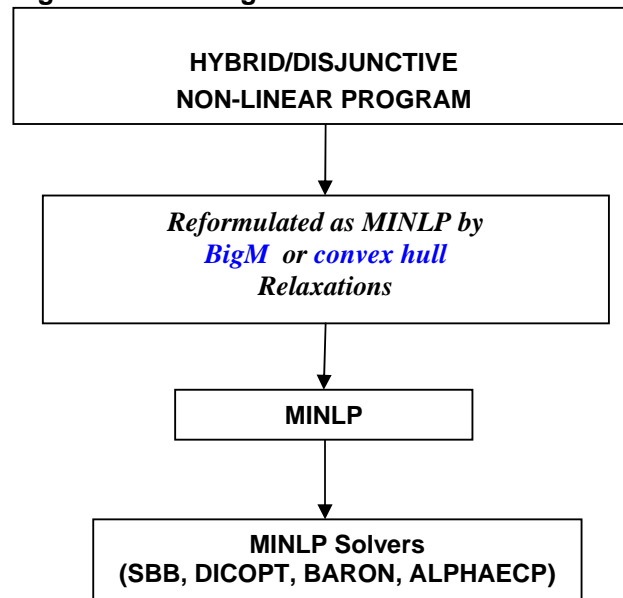 HYBRID/DISJUNCTIVE
NON-LINEAR PROGRAM
Reformulated as MINLP by
BigM or convex hull
Relaxations
MINLP
MINLP Solvers
(SBB, DICOPT, BARON, ALPHAECP)